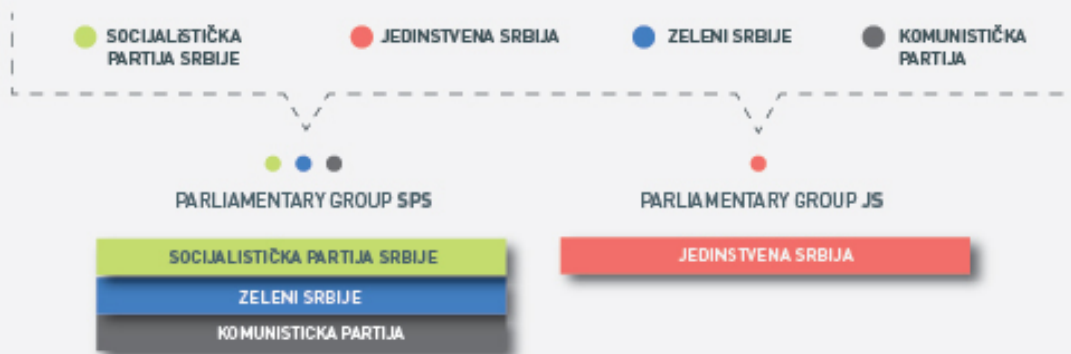 SOCIJALISTIČKA
PARTIJA SRBIJE
JEDINSTVENA SRBIJA
ZELENI SRBIJE
KOMUNISTIČKA
PARTIJA
PARLIAMENTARY GROUP SPS
PARLIAMENTARY GROUP JS
SOCIJALISTIČKA PARTIJA SRBIJE
JEDINSTVENA SRBIJA
ZELENI SRBIJE
KOMUNISTICKA PARTIJA